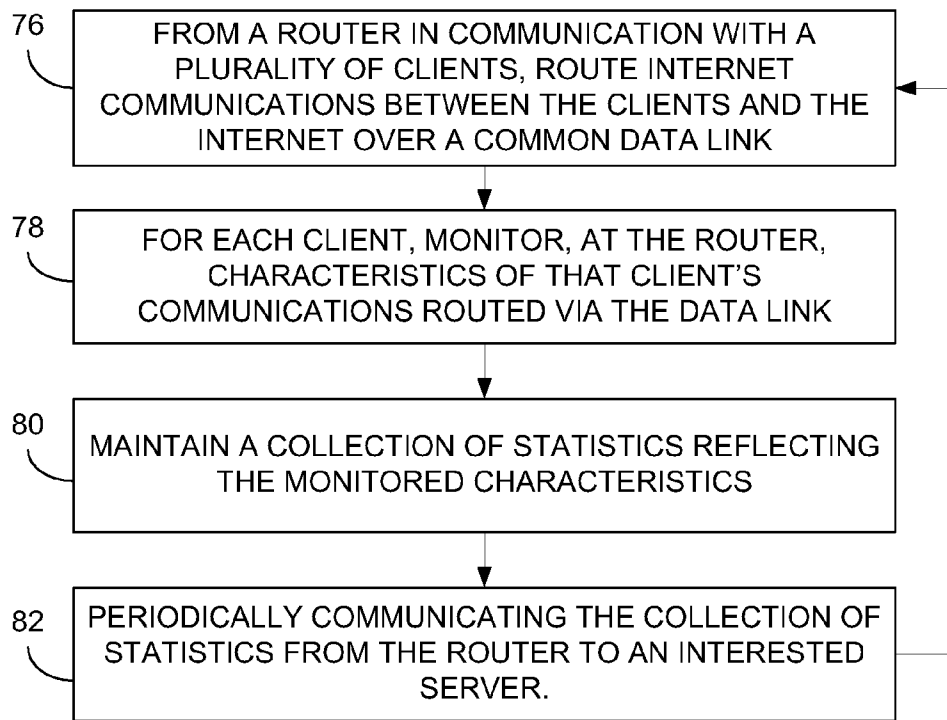 76
FROM A ROUTER IN COMMUNICATION WITH A
PLURALITY OF CLIENTS, ROUTE INTERNET
COMMUNICATIONS BETWEEN THE CLIENTS AND THE
INTERNET OVER A COMMON DATA LINK
78
FOR EACH CLIENT, MONITOR, AT THE ROUTER,
CHARACTERISTICS OF THAT CLIENT'S
COMMUNICATIONS ROUTED VIA THE DATA LINK
80
MAINTAIN A COLLECTION OF STATISTICS REFLECTING
THE MONITORED CHARACTERISTICS
82
PERIODICALLY COMMUNICATING THE COLLECTION OF
STATISTICS FROM THE ROUTER TO AN INTERESTED
SERVER.